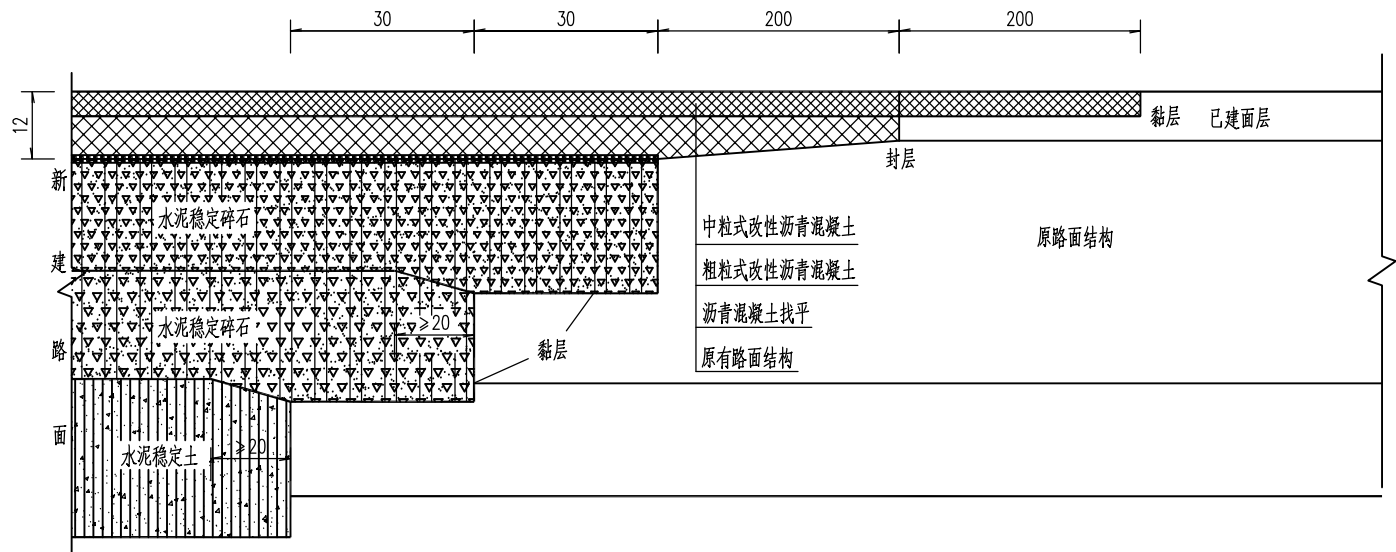 30
30
200
200
12
黏层
已建面层
封层
新建路面
水泥稳定碎石
中粒式改性沥青混凝土
原路面结构
粗粒式改性沥青混凝土
沥青混凝土找平
水泥稳定碎石
≥20
黏层
原有路面结构
水泥稳定土
≥20